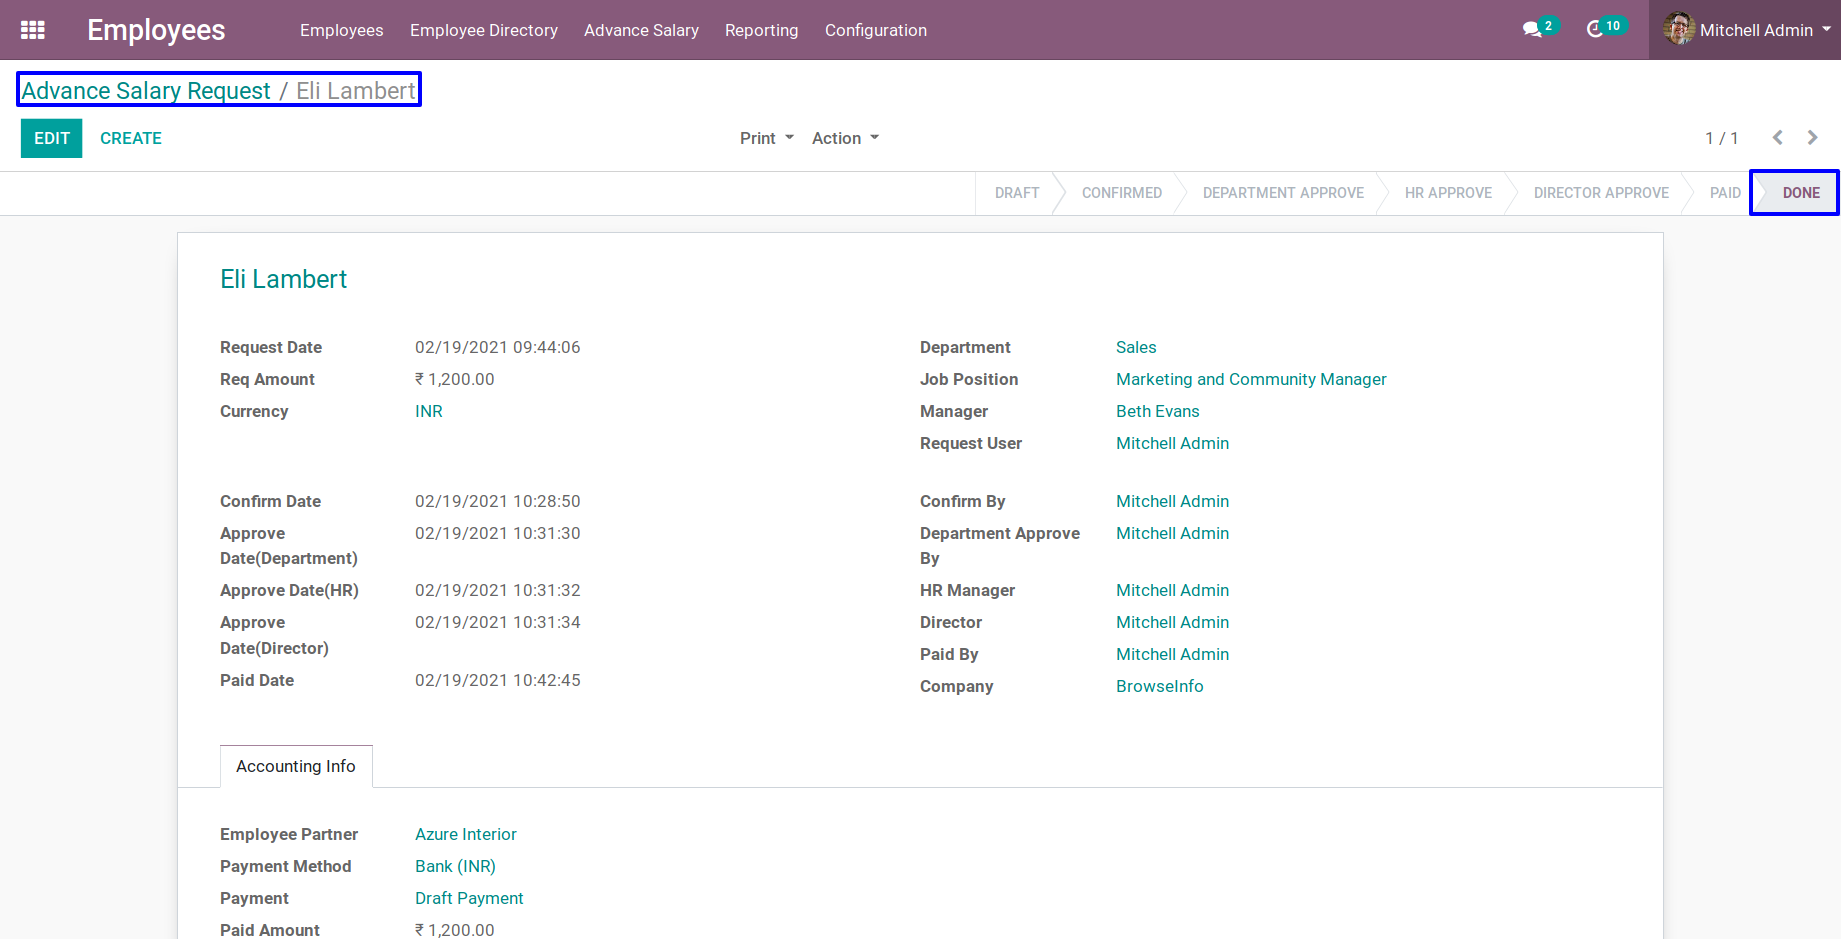 Employees Employees Employee Directory Advance Salary Reporting Configuration 2 10 Mitchell Admin
Advance Salary Request / Eli Lambert
EDIT CREATE Print Action 1 / 1
DRAFT CONFIRMED DEPARTMENT APPROVE HR APPROVE DIRECTOR APPROVE PAID DONE
Eli Lambert
Request Date 02/19/2021 09:44:06 Department Sales
Req Amount ₹ 1,200.00 Job Position Marketing and Community Manager
Currency INR Manager Beth Evans
Request User Mitchell Admin
Confirm Date 02/19/2021 10:28:50 Confirm By Mitchell Admin
Approve 02/19/2021 10:31:30 Department Approve Mitchell Admin
Date(Department) By
Approve Date(HR) 02/19/2021 10:31:32 HR Manager Mitchell Admin
Approve 02/19/2021 10:31:34 Director Mitchell Admin
Date(Director) Paid By Mitchell Admin
Paid Date 02/19/2021 10:42:45 Company BrowseInfo
Accounting Info
Employee Partner Azure Interior
Payment Method Bank (INR)
Payment Draft Payment
Paid Amount ₹ 1,200.00